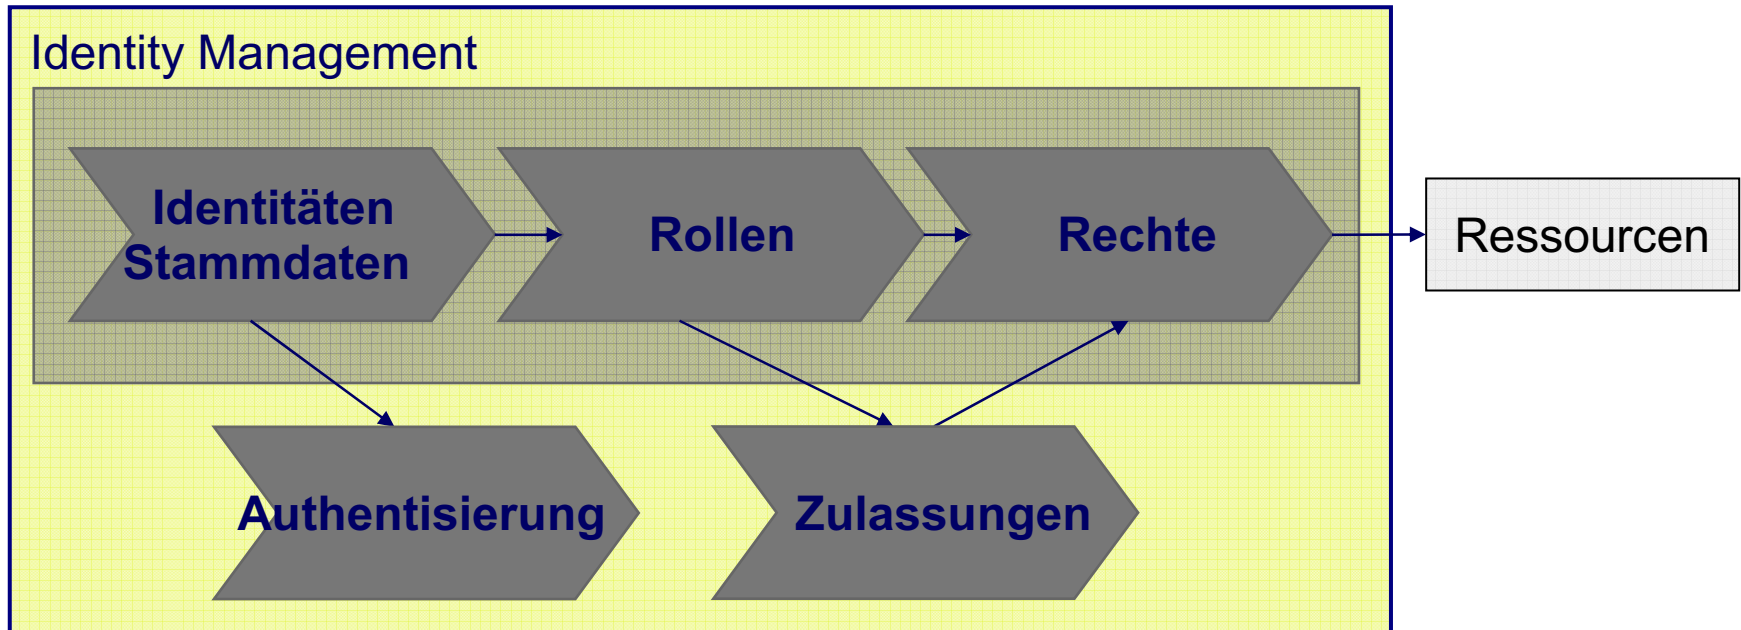 Identity Management
Identitäten
Stammdaten
Rollen
Rechte
Ressourcen
Authentisierung
Zulassungen